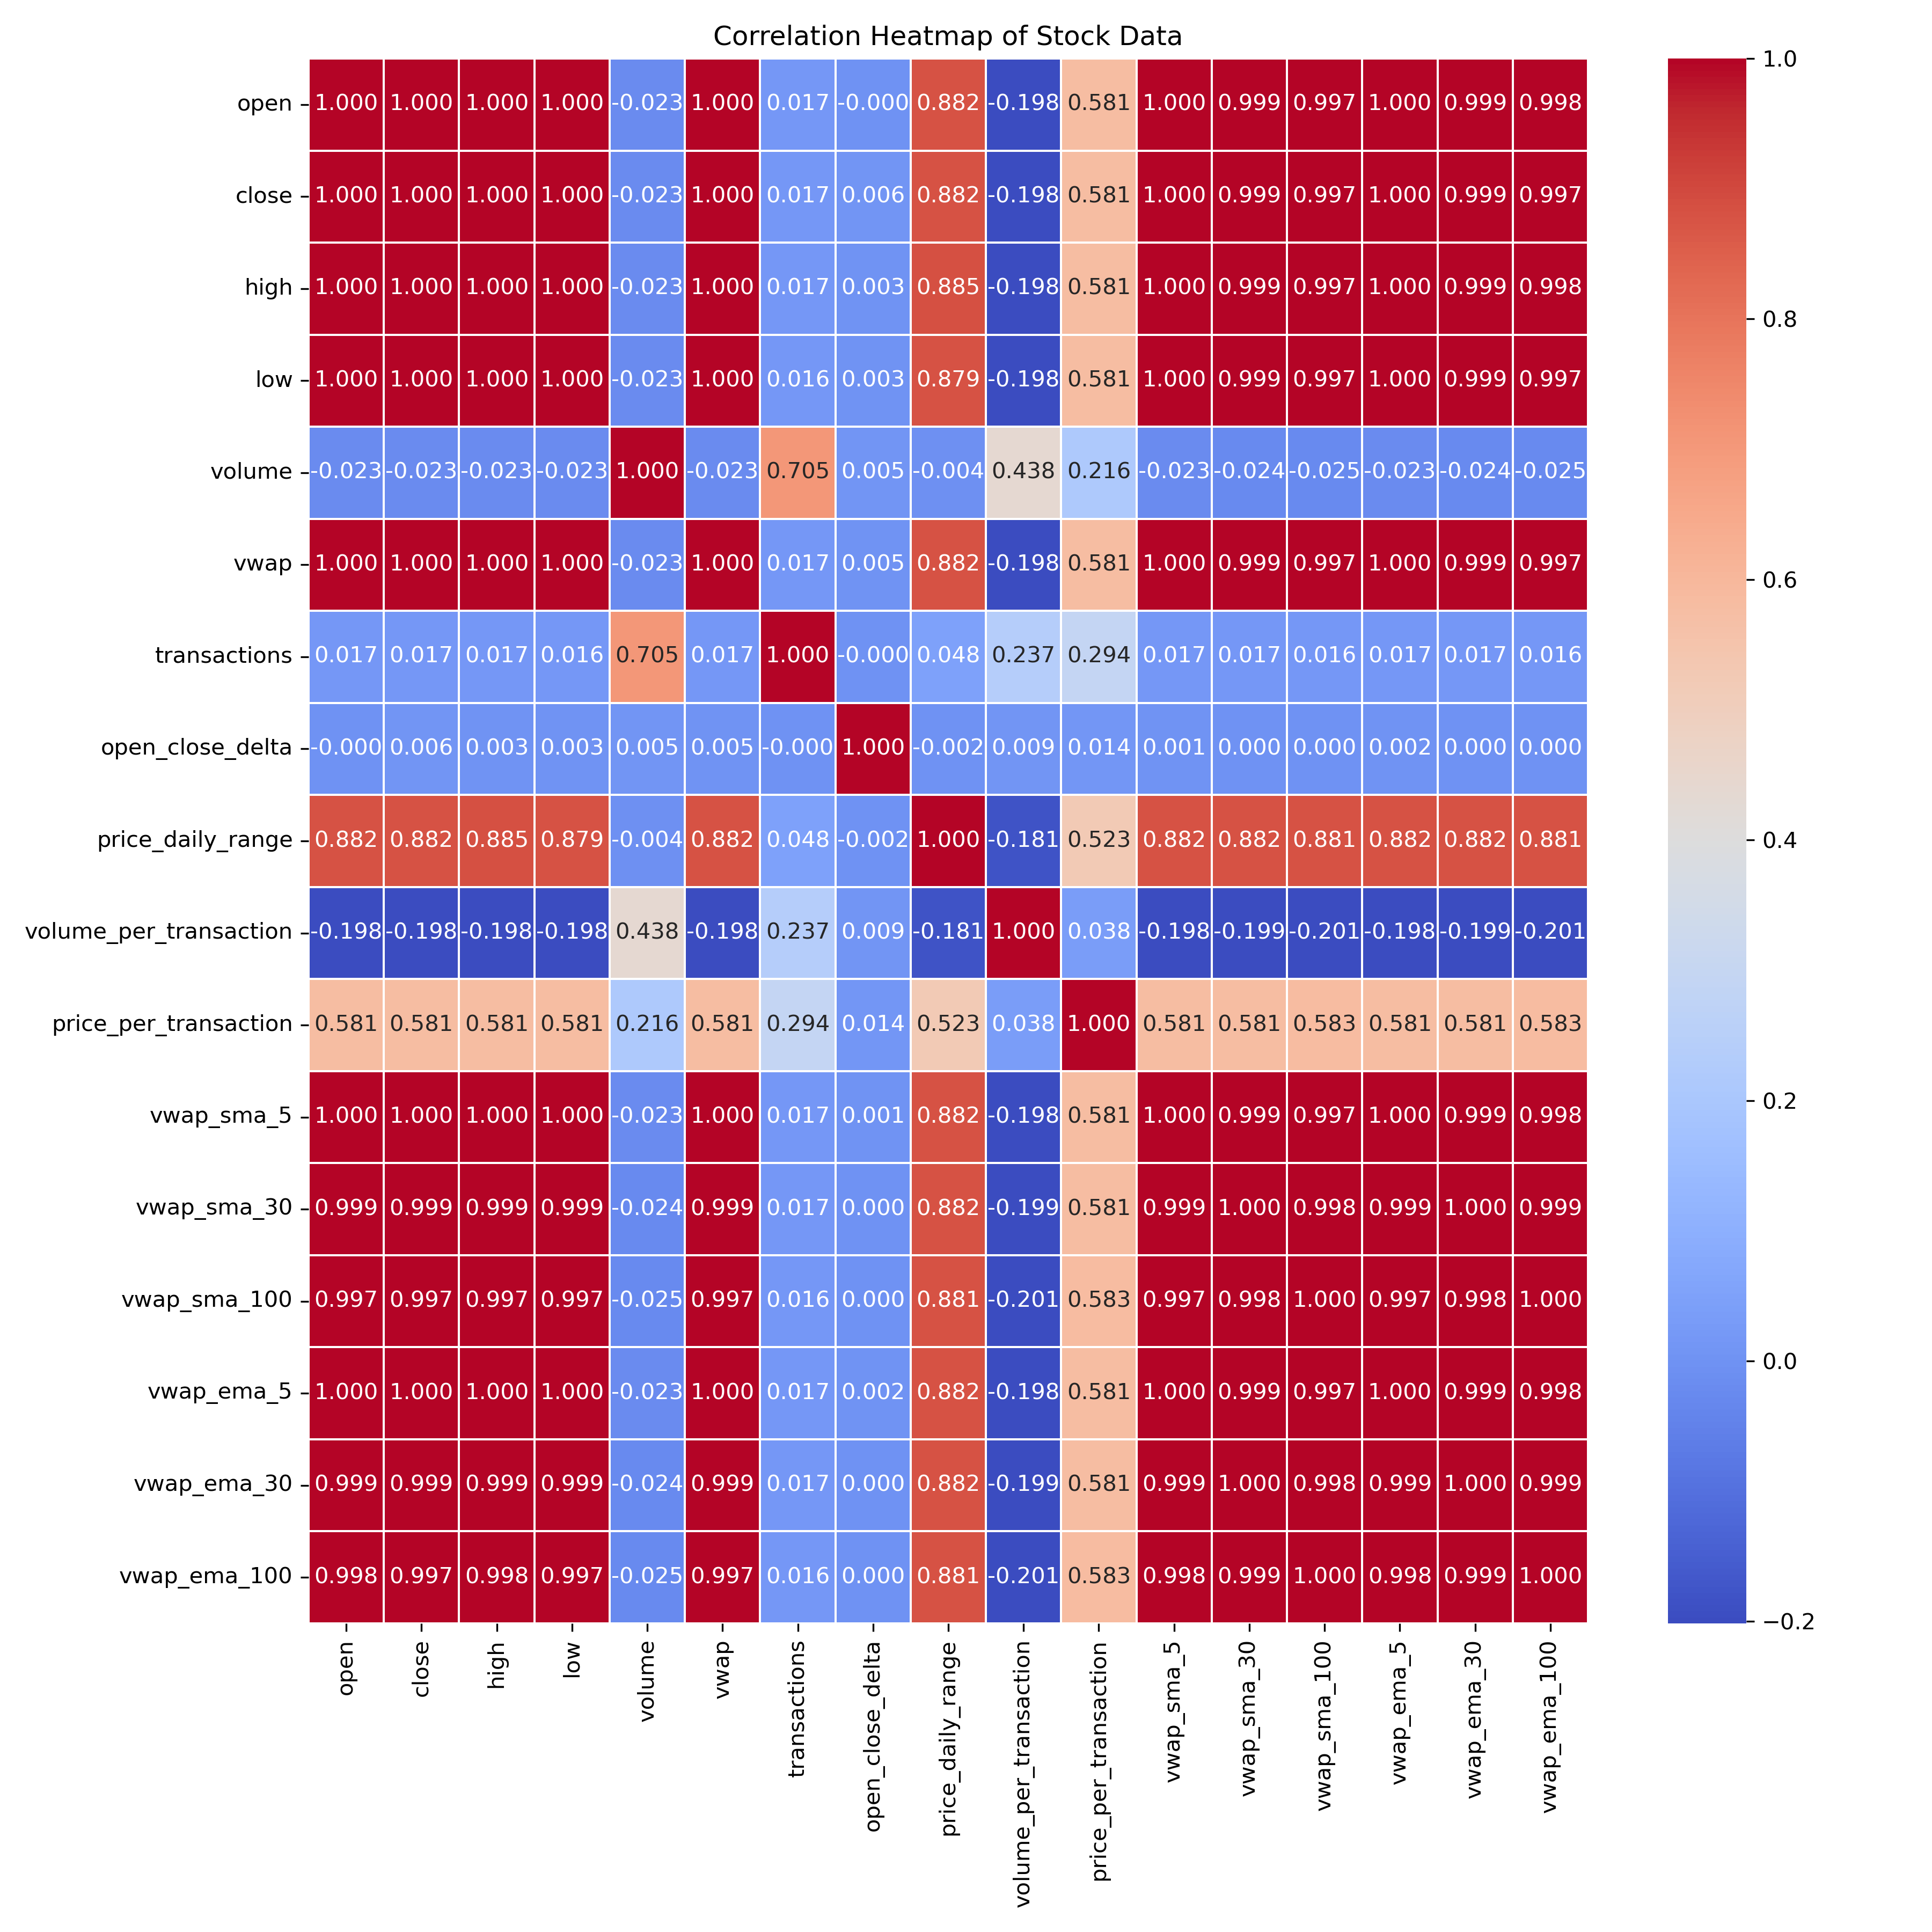 Correlation Heatmap of Stock Data
open 1.000 1.000 1.000 1.000 -0.023 1.000 0.017 -0.000 0.882 -0.198 0.581 1.000 0.999 0.997 1.000 0.999 0.998
close 1.000 1.000 1.000 1.000 -0.023 1.000 0.017 0.006 0.882 -0.198 0.581 1.000 0.999 0.997 1.000 0.999 0.997
high 1.000 1.000 1.000 1.000 -0.023 1.000 0.017 0.003 0.885 -0.198 0.581 1.000 0.999 0.997 1.000 0.999 0.998
low 1.000 1.000 1.000 1.000 -0.023 1.000 0.016 0.003 0.879 -0.198 0.581 1.000 0.999 0.997 1.000 0.999 0.997
volume -0.023 -0.023 -0.023 -0.023 1.000 -0.023 0.705 0.005 -0.004 0.438 0.216 -0.023 -0.024 -0.025 -0.023 -0.024 -0.025
vwap 1.000 1.000 1.000 1.000 -0.023 1.000 0.017 0.005 0.882 -0.198 0.581 1.000 0.999 0.997 1.000 0.999 0.997
transactions 0.017 0.017 0.017 0.016 0.705 0.017 1.000 -0.000 0.048 0.237 0.294 0.017 0.017 0.016 0.017 0.017 0.016
open_close_delta -0.000 0.006 0.003 0.003 0.005 0.005 -0.000 1.000 -0.002 0.009 0.014 0.001 0.000 0.000 0.002 0.000 0.000
price_daily_range 0.882 0.882 0.885 0.879 -0.004 0.882 0.048 -0.002 1.000 -0.181 0.523 0.882 0.882 0.881 0.882 0.882 0.881
volume_per_transaction -0.198 -0.198 -0.198 -0.198 0.438 -0.198 0.237 0.009 -0.181 1.000 0.038 -0.198 -0.199 -0.201 -0.198 -0.199 -0.201
price_per_transaction 0.581 0.581 0.581 0.581 0.216 0.581 0.294 0.014 0.523 0.038 1.000 0.581 0.581 0.583 0.581 0.581 0.583
vwap_sma_5 1.000 1.000 1.000 1.000 -0.023 1.000 0.017 0.001 0.882 -0.198 0.581 1.000 0.999 0.997 1.000 0.999 0.998
vwap_sma_30 0.999 0.999 0.999 0.999 -0.024 0.999 0.017 0.000 0.882 -0.199 0.581 0.999 1.000 0.998 0.999 1.000 0.999
vwap_sma_100 0.997 0.997 0.997 0.997 -0.025 0.997 0.016 0.000 0.881 -0.201 0.583 0.997 0.998 1.000 0.997 0.998 1.000
vwap_ema_5 1.000 1.000 1.000 1.000 -0.023 1.000 0.017 0.002 0.882 -0.198 0.581 1.000 0.999 0.997 1.000 0.999 0.998
vwap_ema_30 0.999 0.999 0.999 0.999 -0.024 0.999 0.017 0.000 0.882 -0.199 0.581 0.999 1.000 0.998 0.999 1.000 0.999
vwap_ema_100 0.998 0.997 0.998 0.997 -0.025 0.997 0.016 0.000 0.881 -0.201 0.583 0.998 0.999 1.000 0.998 0.999 1.000
open
close
high
low
volume
vwap
transactions
open_close_delta
price_daily_range
volume_per_transaction
price_per_transaction
vwap_sma_5
vwap_sma_30
vwap_sma_100
vwap_ema_5
vwap_ema_30
vwap_ema_100
1.0
0.8
0.6
0.4
0.2
0.0
−0.2